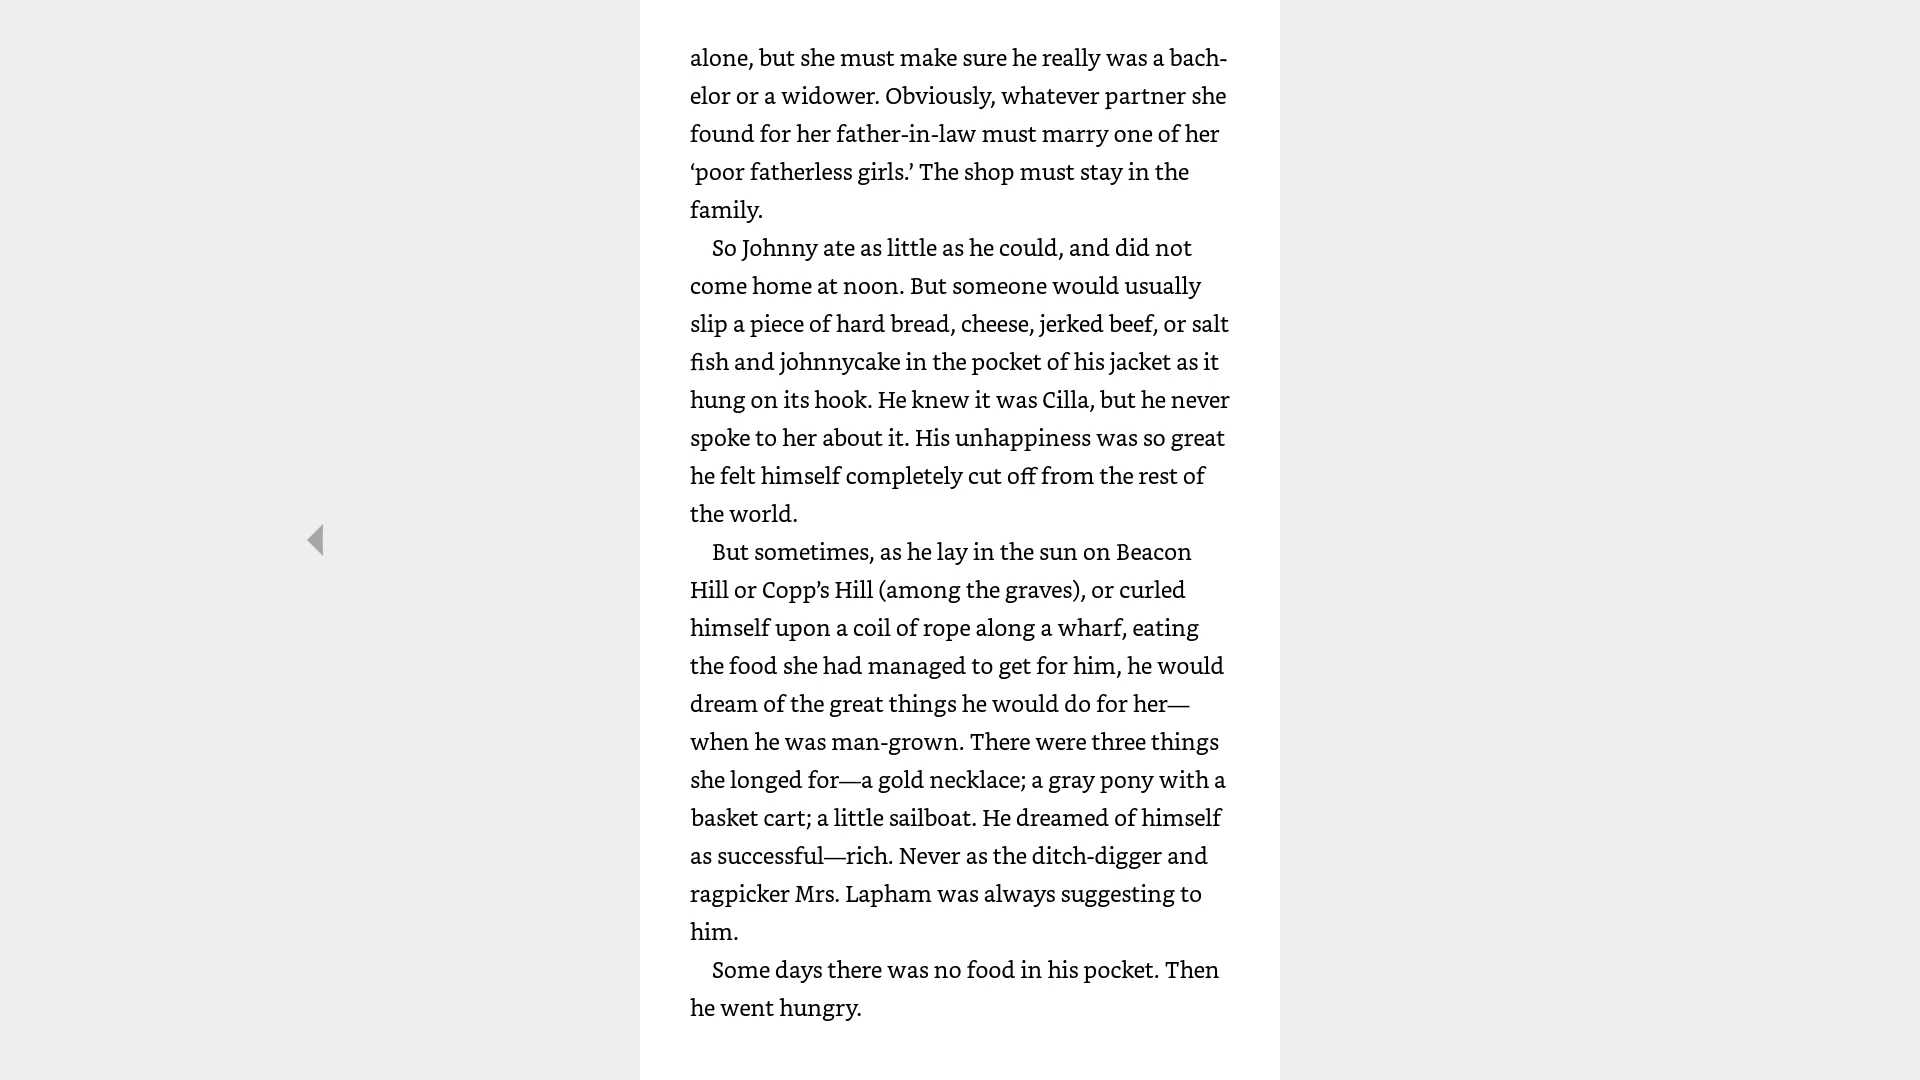 alone, but she must make sure he really was a bach-
elor or a widower. Obviously, whatever partner she
found for her father-in-law must marry one of her
‘poor fatherless girls.’ The shop must stay in the
family.
So Johnny ate as little as he could, and did not
come home at noon. But someone would usually
slip a piece of hard bread, cheese, jerked beef, or salt
fish and johnnycake in the pocket of his jacket as it
hung on its hook. He knew it was Cilla, but he never
spoke to her about it. His unhappiness was so great
he felt himself completely cut off from the rest of
the world.
But sometimes, as he lay in the sun on Beacon
Hill or Copp’s Hill (among the graves), or curled
himself upon a coil of rope along a wharf, eating
the food she had managed to get for him, he would
dream of the great things he would do for her—
when he was man-grown. There were three things
she longed for—a gold necklace; a gray pony with a
basket cart; a little sailboat. He dreamed of himself
as successful—rich. Never as the ditch-digger and
ragpicker Mrs. Lapham was always suggesting to
him.
Some days there was no food in his pocket. Then
he went hungry.